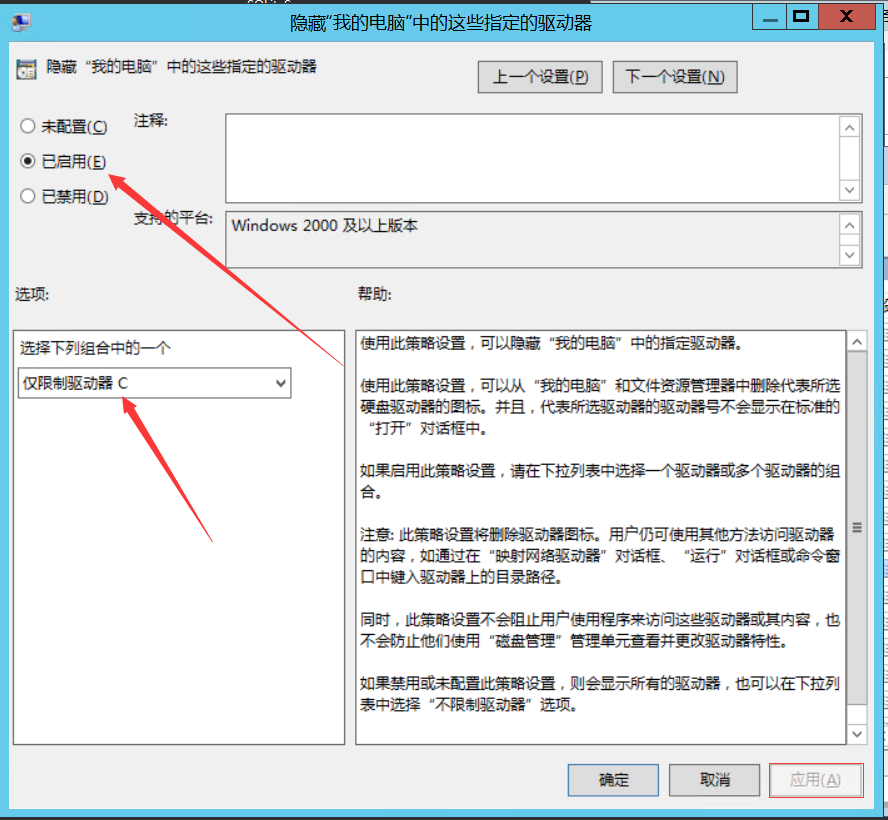 隐藏“我的电脑”中的这些指定的驱动器
隐藏“我的电脑”中的这些指定的驱动器
上一个设置(P)
下一个设置(N)
未配置(C)
注释:
已启用(E)
已禁用(D)
支持的平台:
Windows 2000 及以上版本
选项:
帮助:
选择下列组合中的一个
仅限制驱动器 C
使用此策略设置，可以隐藏“我的电脑”中的指定驱动器。
使用此策略设置，可以从“我的电脑”和文件资源管理器中删除代表所选
硬盘驱动器的图标。并且，代表所选驱动器的驱动器号不会显示在标准的
“打开”对话框中。
如果启用此策略设置，请在下拉列表中选择一个驱动器或多个驱动器的组
合。
注意: 此策略设置将删除驱动器图标。用户仍可使用其他方法访问驱动器
的内容，如通过在“映射网络驱动器”对话框、“运行”对话框或命令窗
口中键入驱动器上的目录路径。
同时，此策略设置不会阻止用户使用程序来访问这些驱动器或其内容，也
不会防止他们使用“磁盘管理”管理单元查看并更改驱动器特性。
如果禁用或未配置此策略设置，则会显示所有的驱动器，也可以在下拉列
表中选择“不限制驱动器”选项。
确定
取消
应用(A)